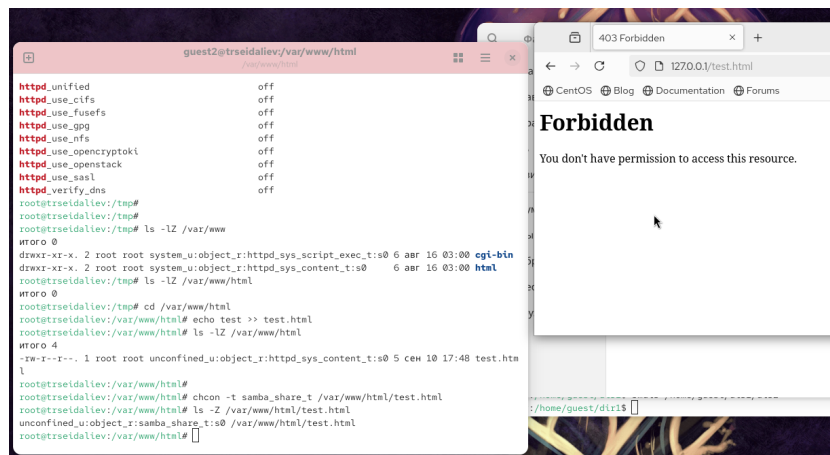 guest2@trseidaliev:/var/www/html
/var/www/html
httpd_unified off
httpd_use_cifs off
httpd_use_fusefs off
httpd_use_gpg off
httpd_use_nfs off
httpd_use_opencryptoki off
httpd_use_openstack off
httpd_use_sasl off
httpd_verify_dns off
root@trseidaliev:/tmp#
root@trseidaliev:/tmp#
root@trseidaliev:/tmp# ls -lZ /var/www
итого 0
drwxr-xr-x. 2 root root system_u:object_r:httpd_sys_script_exec_t:s0 6 авг 16 03:00 cgi-bin
drwxr-xr-x. 2 root root system_u:object_r:httpd_sys_content_t:s0 6 авг 16 03:00 html
root@trseidaliev:/tmp# ls -lZ /var/www/html
итого 0
root@trseidaliev:/tmp# cd /var/www/html
root@trseidaliev:/var/www/html# echo test >> test.html
root@trseidaliev:/var/www/html# ls -lZ /var/www/html
итого 4
-rw-r--r--. 1 root root unconfined_u:object_r:httpd_sys_content_t:s0 5 сен 10 17:48 test.htm
l
root@trseidaliev:/var/www/html#
root@trseidaliev:/var/www/html# chcon -t samba_share_t /var/www/html/test.html
root@trseidaliev:/var/www/html# ls -Z /var/www/html/test.html
unconfined_u:object_r:samba_share_t:s0 /var/www/html/test.html
root@trseidaliev:/var/www/html#
403 Forbidden
127.0.0.1/test.html
CentOS Blog Documentation Forums
Forbidden
You don't have permission to access this resource.
:/home/guest/dir1$